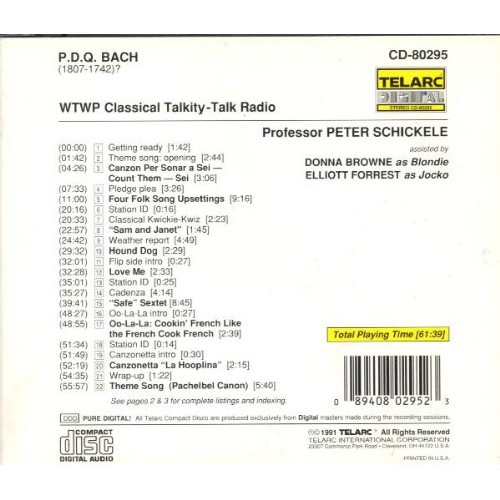 P.D.Q. BACH
(1807-1742)?
CD-80295
TELARC
DIGITAL
STEREO CD-80295
WTWP Classical Talkity-Talk Radio
Professor PETER SCHICKELE
assisted by
DONNA BROWNE as Blondie
ELLIOTT FORREST as Jocko
(00:00) 1 Getting ready [1:42]
(01:42) 2 Theme song: opening [2:44]
(04:26) 3 Canzon Per Sonar a Sei —
Count Them — Sei [3:06]
(07:33) 4 Pledge plea [3:26]
(11:00) 5 Four Folk Song Upsettings [9:16]
(20:16) 6 Station ID [0:16]
(20:33) 7 Classical Kwickie-Kwiz [2:23]
(22:57) 8 “Sam and Janet” [1:45]
(24:42) 9 Weather report [4:49]
(29:32) 10 Hound Dog [2:29]
(32:01) 11 Flip side intro [0:27]
(32:28) 12 Love Me [2:33]
(35:01) 13 Station ID [0:25]
(35:27) 14 Cadenza [4:14]
(39:41) 15 “Safe” Sextet [8:45]
(48:27) 16 Oo-La-La intro [0:27]
(48:55) 17 Oo-La-La: Cookin’ French Like
the French Cook French [2:39]
(51:34) 18 Station ID [0:14]
(51:49) 19 Canzonetta intro [0:30]
(52:19) 20 Canzonetta “La Hooplina” [2:15]
(54:35) 21 Wrap-up [1:22]
(55:57) 22 Theme Song (Pachelbel Canon) [5:40]
See pages 2 & 3 for complete listings and indexing.
Total Playing Time [61:39]
0 89408 02952 3
DDD PURE DIGITAL! All Telarc Compact Discs are produced exclusively from Digital masters made during the recording sessions.
COMPACT
disc
DIGITAL AUDIO
℗©1991 TELARC® All Rights Reserved
TELARC INTERNATIONAL CORPORATION
23307 Commerce Park Road • Cleveland, OH 44122 U.S.A.
PRINTED IN U.S.A.